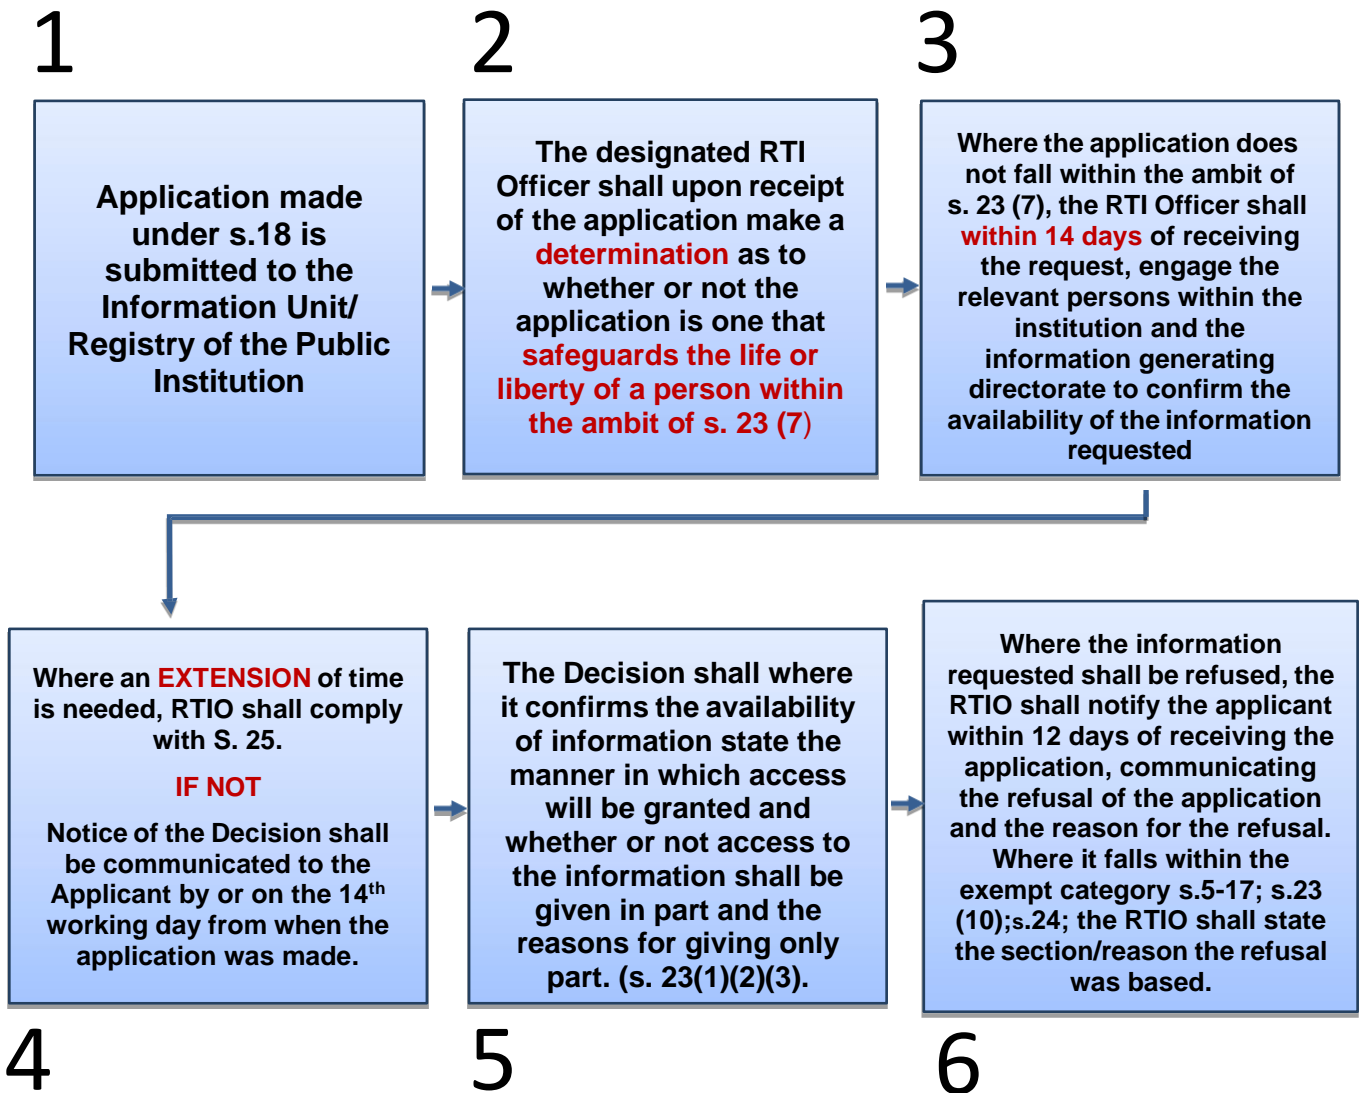 1
2
3
Application made
under s.18 is
submitted to the
Information Unit/
Registry of the Public
Institution
The designated RTI
Officer shall upon receipt
of the application make a
determination as to
whether or not the
application is one that
safeguards the life or
liberty of a person within
the ambit of s. 23 (7)
Where the application does
not fall within the ambit of
s. 23 (7), the RTI Officer shall
within 14 days of receiving
the request, engage the
relevant persons within the
institution and the
information generating
directorate to confirm the
availability of the information
requested
Where an EXTENSION of time
is needed, RTIO shall comply
with S. 25.
IF NOT
Notice of the Decision shall
be communicated to the
Applicant by or on the 14th
working day from when the
application was made.
The Decision shall where
it confirms the availability
of information state the
manner in which access
will be granted and
whether or not access to
the information shall be
given in part and the
reasons for giving only
part. (s. 23(1)(2)(3).
Where the information
requested shall be refused, the
RTIO shall notify the applicant
within 12 days of receiving the
application, communicating
the refusal of the application
and the reason for the refusal.
Where it falls within the
exempt category s.5-17; s.23
(10);s.24; the RTIO shall state
the section/reason the refusal
was based.
4
5
6